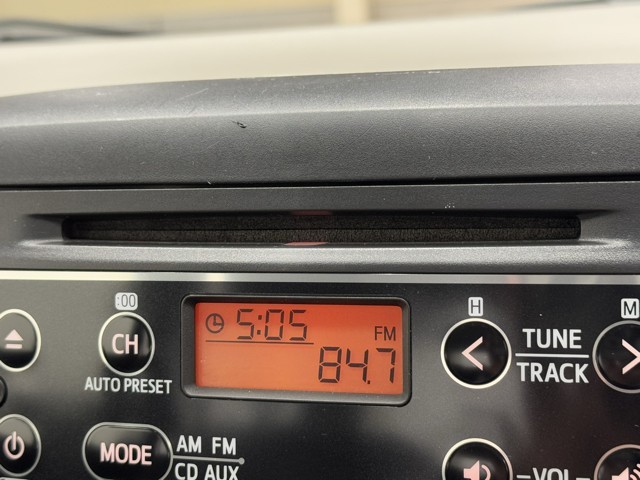 :00
H
M
5:05
FM
84.7
CH
AUTO PRESET
TUNE
TRACK
MODE
AM FM
CD AUX
VOL